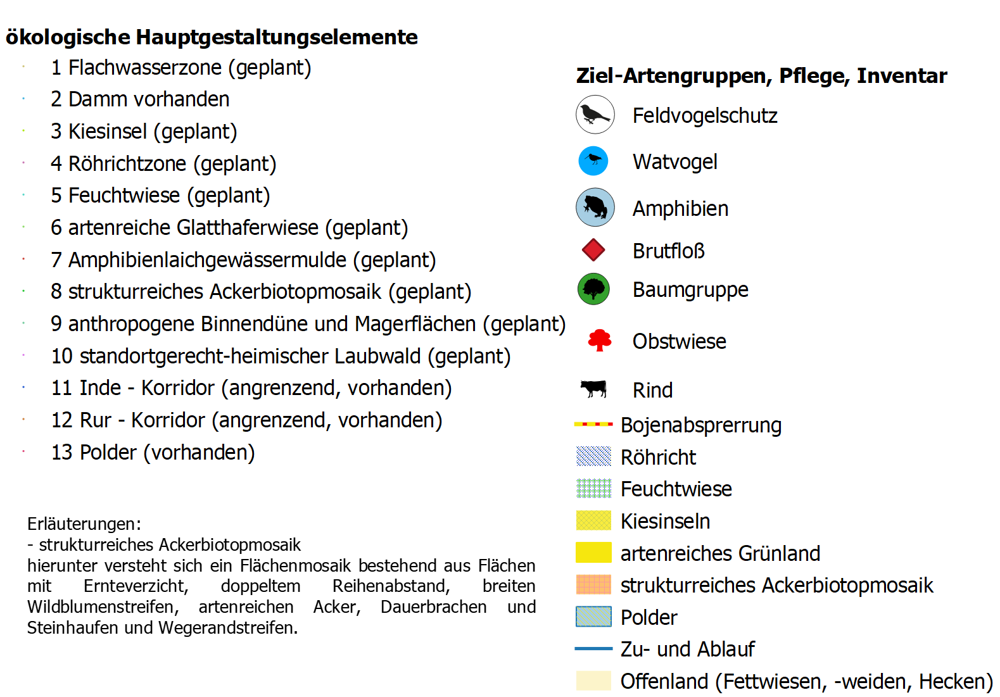 ökologische Hauptgestaltungselemente
1 Flachwasserzone (geplant)
2 Damm vorhanden
3 Kiesinsel (geplant)
4 Röhrichtzone (geplant)
5 Feuchtwiese (geplant)
6 artenreiche Glatthaferwiese (geplant)
7 Amphibienlaichgewässermulde (geplant)
8 strukturreiches Ackerbiotopmosaik (geplant)
9 anthropogene Binnendüne und Magerflächen (geplant)
10 standortgerecht-heimischer Laubwald (geplant)
11 Inde - Korridor (angrenzend, vorhanden)
12 Rur - Korridor (angrenzend, vorhanden)
13 Polder (vorhanden)
Erläuterungen:
- strukturreiches Ackerbiotopmosaik
hierunter versteht sich ein Flächenmosaik bestehend aus Flächen
mit Ernteverzicht, doppeltem Reihenabstand, breiten
Wildblumenstreifen, artenreichen Acker, Dauerbrachen und
Steinhaufen und Wegerandstreifen.
Ziel-Artengruppen, Pflege, Inventar
Feldvogelschutz
Watvogel
Amphibien
Brutfloß
Baumgruppe
Obstwiese
Rind
Bojenabsprerrung
Röhricht
Feuchtwiese
Kiesinseln
artenreiches Grünland
strukturreiches Ackerbiotopmosaik
Polder
Zu- und Ablauf
Offenland (Fettwiesen, -weiden, Hecken)